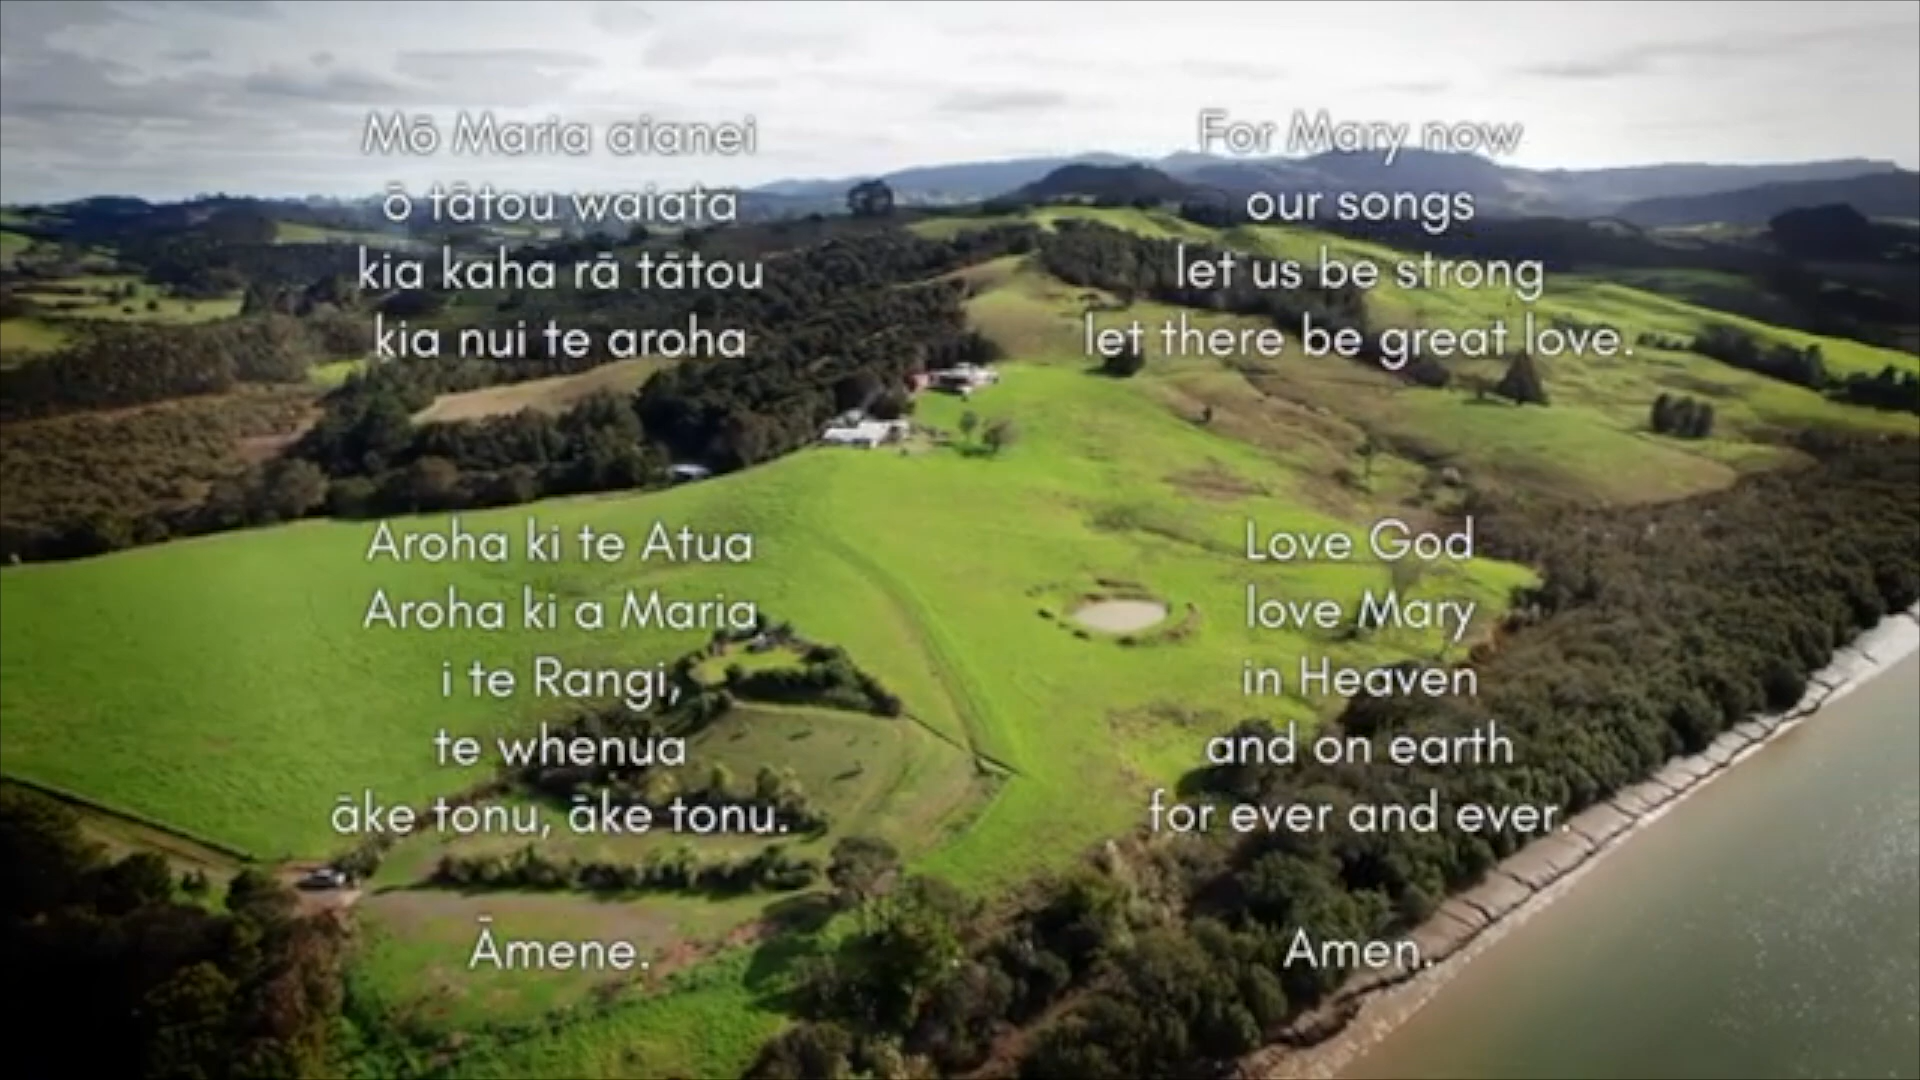 Mō Maria aianei
ō tātou waiata
kia kaha rā tātou
kia nui te aroha
Aroha ki te Atua
Aroha ki a Maria
i te Rangi,
te whenua
āke tonu, āke tonu.
Āmene.
For Mary now
our songs
let us be strong
let there be great love.
Love God
love Mary
in Heaven
and on earth
for ever and ever.
Amen.